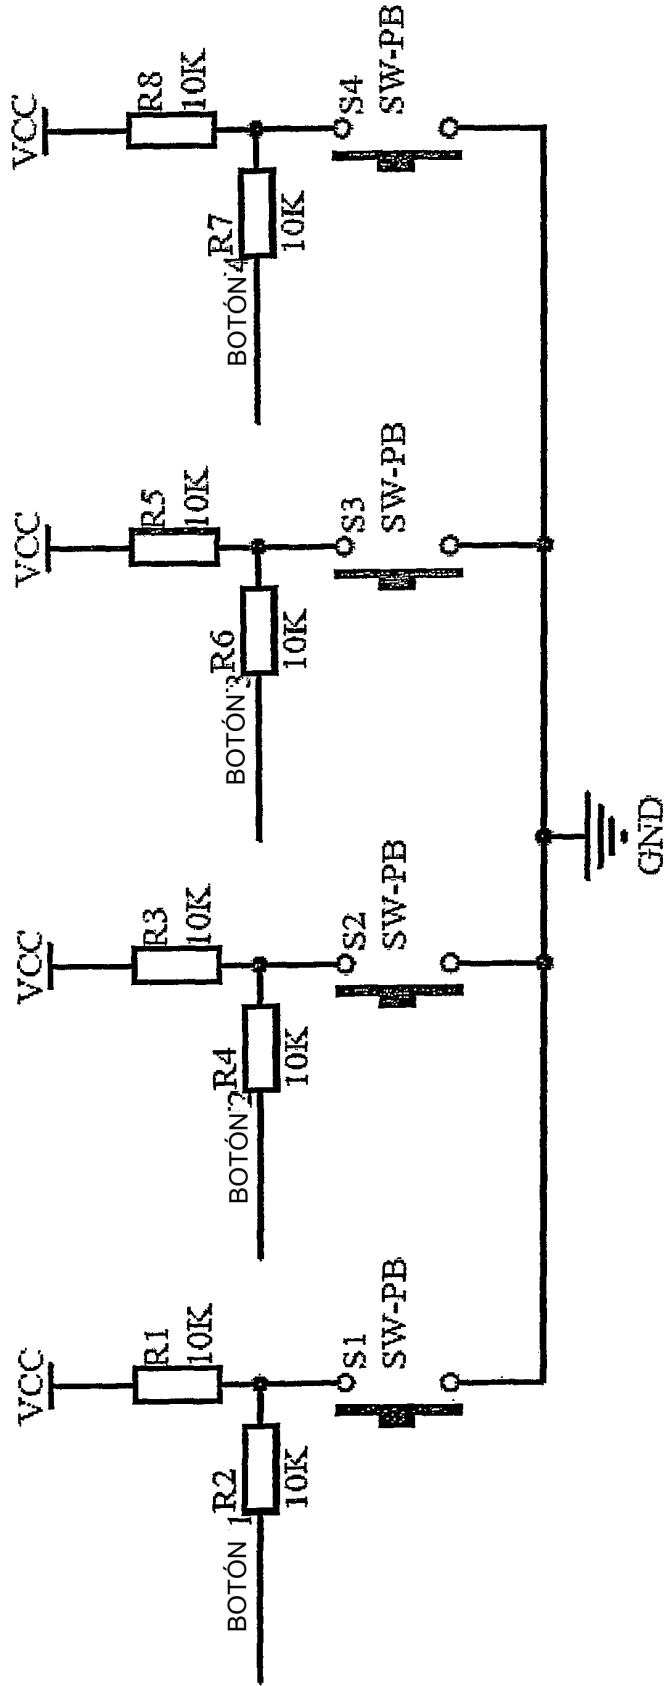 VCC
R1
10K
R2
10K
BOTÓN 1
S1
SW-PB
VCC
R3
10K
R4
10K
BOTÓN 2
S2
SW-PB
VCC
R5
10K
R6
10K
BOTÓN 3
S3
SW-PB
VCC
R8
10K
R7
10K
BOTÓN 4
S4
SW-PB
GND